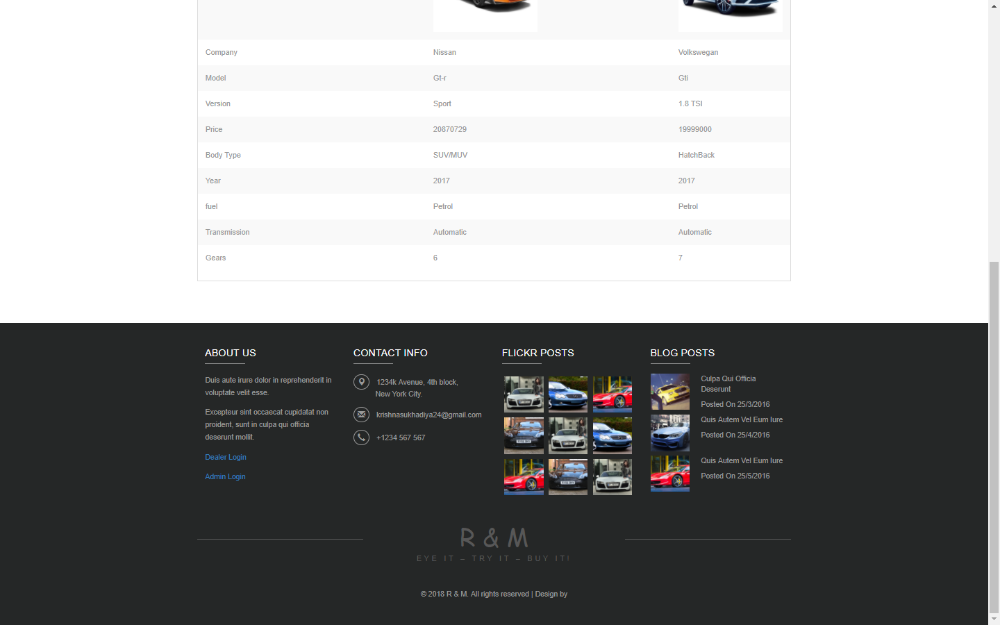 Company Nissan Volkswegan
Model Gt-r Gti
Version Sport 1.8 TSI
Price 20870729 19999000
Body Type SUV/MUV HatchBack
Year 2017 2017
fuel Petrol Petrol
Transmission Automatic Automatic
Gears 6 7
ABOUT US
Duis aute irure dolor in reprehenderit in
voluptate velit esse.
Excepteur sint occaecat cupidatat non
proident, sunt in culpa qui officia
deserunt mollit.
Dealer Login
Admin Login
CONTACT INFO
1234k Avenue, 4th block,
New York City.
krishnasukhadiya24@gmail.com
+1234 567 567
FLICKR POSTS
BLOG POSTS
Culpa Qui Officia
Deserunt
Posted On 25/3/2016
Quis Autem Vel Eum Iure
Posted On 25/4/2016
Quis Autem Vel Eum Iure
Posted On 25/5/2016
R & M
EYE IT – TRY IT – BUY IT!
© 2018 R & M. All rights reserved | Design by